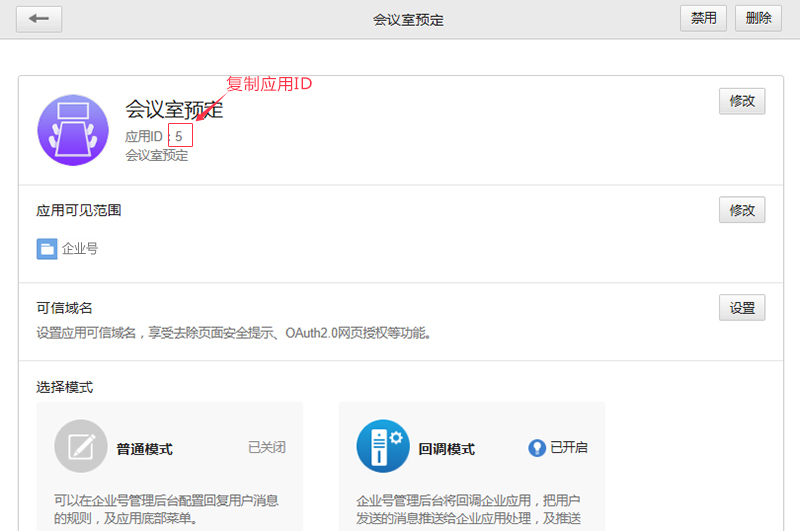 会议室预定
禁用
删除
复制应用ID
会议室预定
修改
应用ID：5
会议室预定
应用可见范围
修改
企业号
可信域名
设置
设置应用可信域名，享受去除页面安全提示、OAuth2.0网页授权等功能。
选择模式
普通模式
已关闭
回调模式
已开启
可以在企业号管理后台配置回复用户消息
的规则，及应用底部菜单。
企业号管理后台将回调企业应用，把用户
发送的消息推送给企业应用处理，及推送